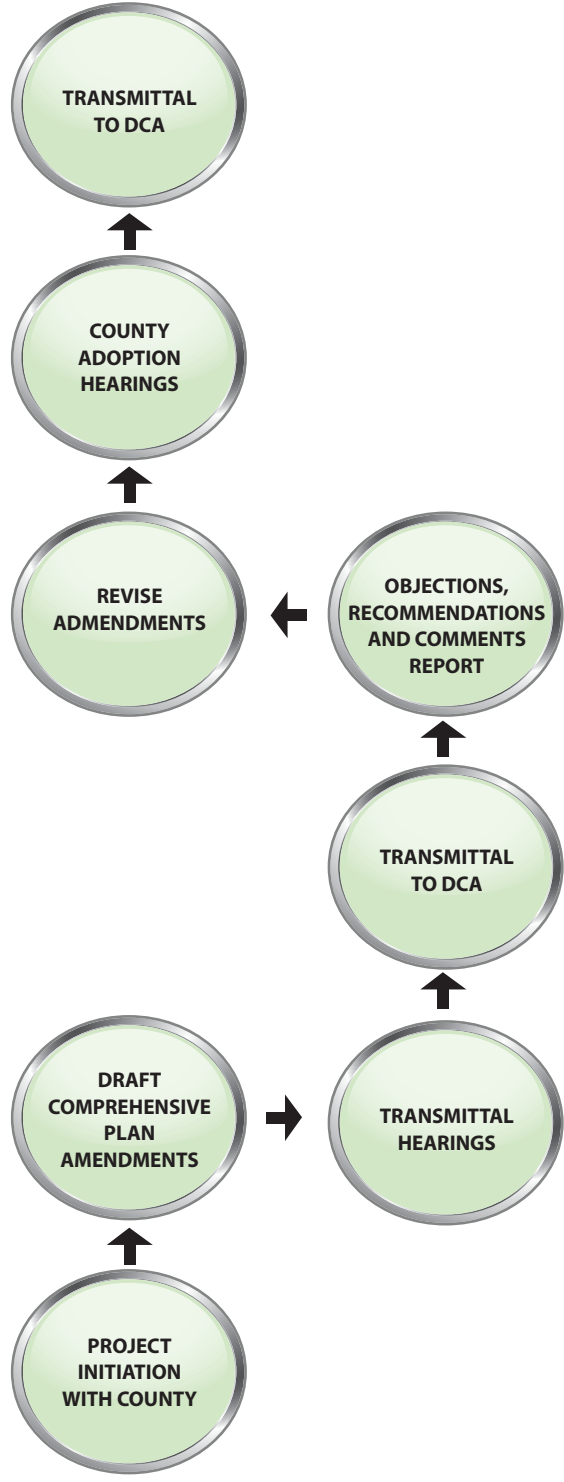 TRANSMITTAL
TO DCA
COUNTY
ADOPTION
HEARINGS
REVISE
ADMENDMENTS
OBJECTIONS,
RECOMMENDATIONS
AND COMMENTS
REPORT
TRANSMITTAL
TO DCA
DRAFT
COMPREHENSIVE
PLAN
AMENDMENTS
TRANSMITTAL
HEARINGS
PROJECT
INITIATION
WITH COUNTY